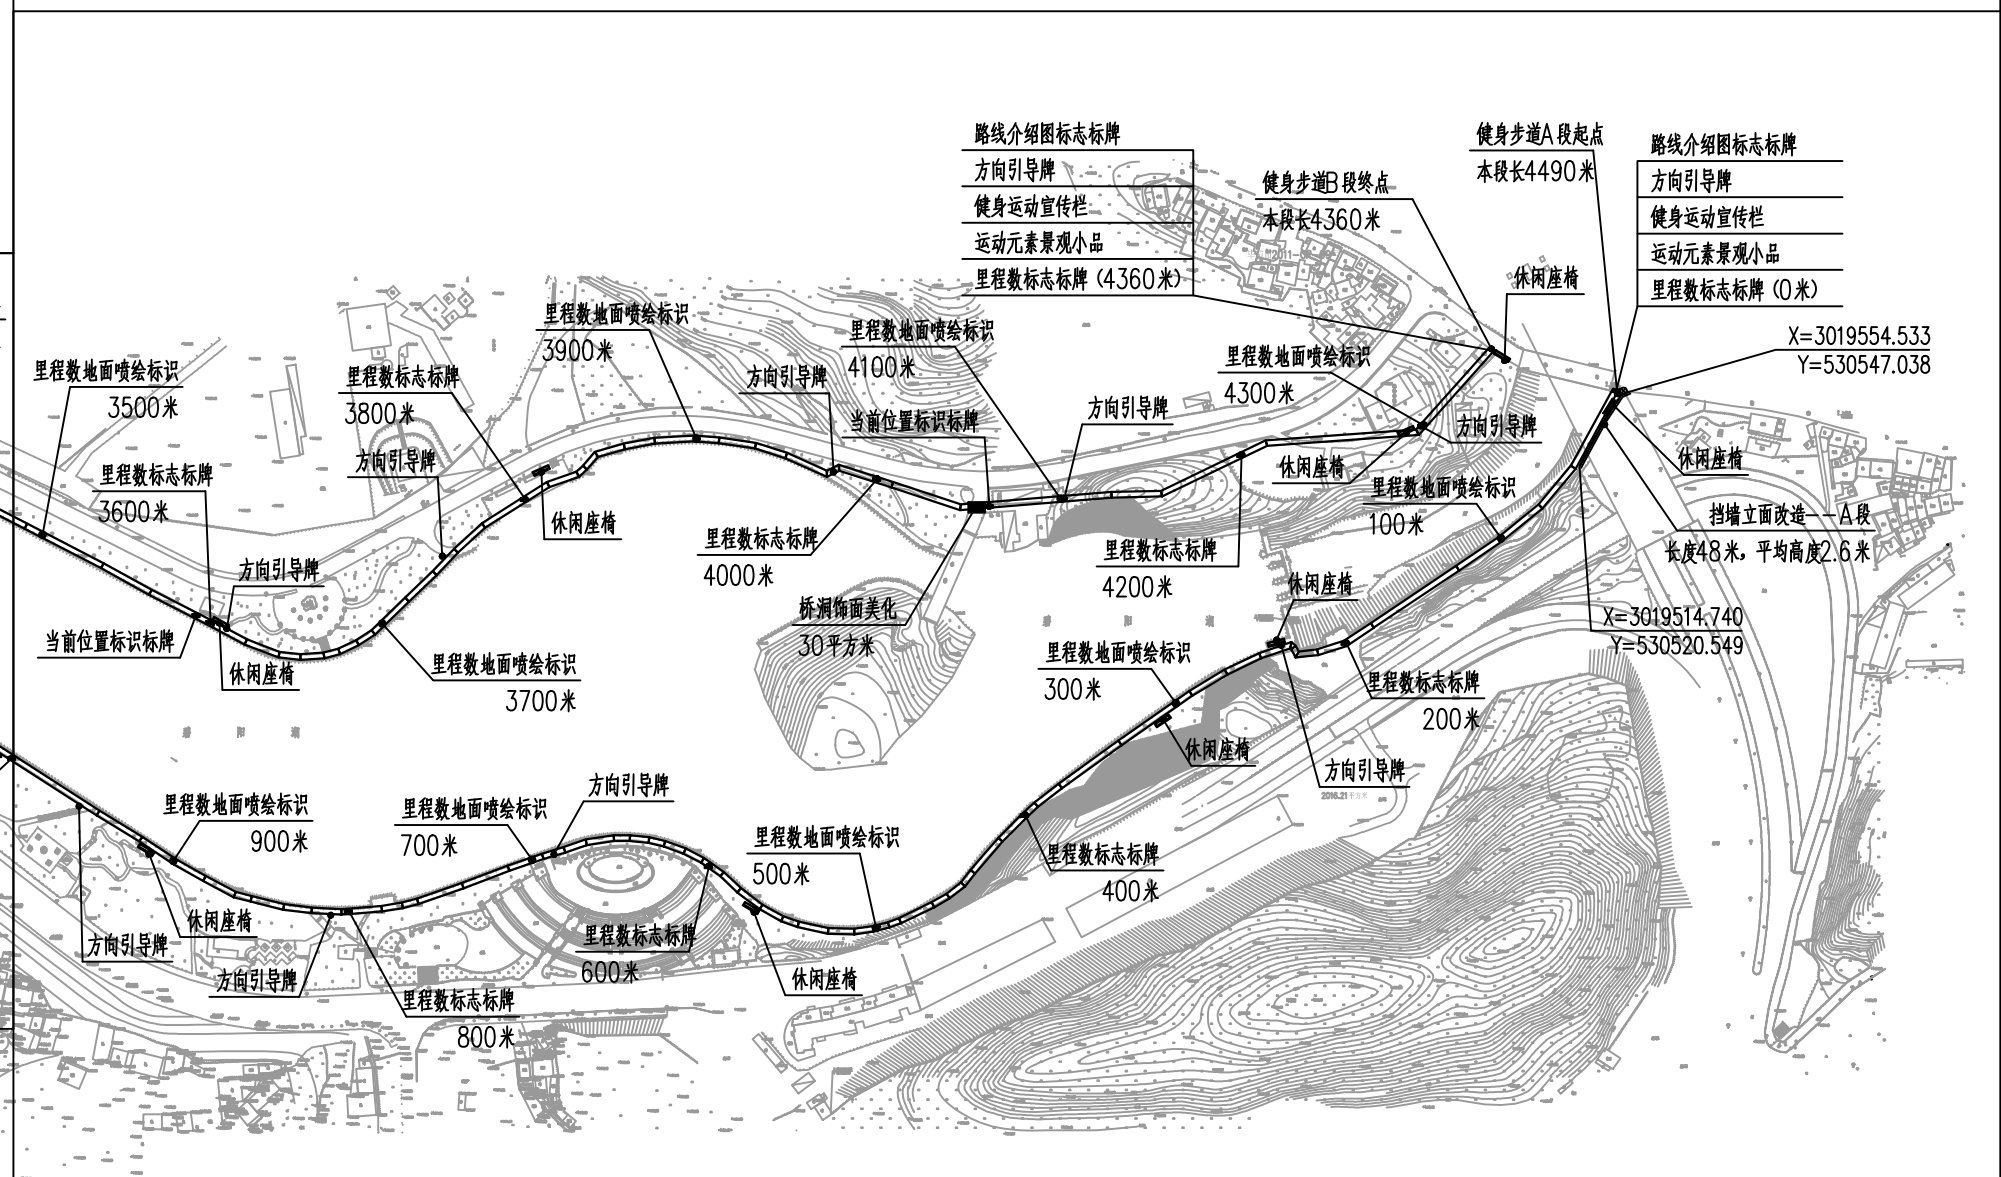 路线介绍图标志标牌
方向引导牌
健身运动宣传栏
运动元素景观小品
里程数标志标牌 (4360米)
健身步道B段终点
本段长4360米
健身步道A段起点
本段长4490米
路线介绍图标志标牌
方向引导牌
健身运动宣传栏
运动元素景观小品
里程数标志标牌 (0米)
休闲座椅
X=3019554.533
Y=530547.038
里程数地面喷绘标识
3900米
里程数地面喷绘标识
4100米
里程数地面喷绘标识
4300米
里程数地面喷绘标识
3500米
里程数标志标牌
3800米
方向引导牌
方向引导牌
当前位置标识标牌
方向引导牌
休闲座椅
里程数标志标牌
3600米
方向引导牌
休闲座椅
里程数地面喷绘标识
100米
挡墙立面改造--A段
长度48米，平均高度2.6米
休闲座椅
里程数标志标牌
4000米
里程数标志标牌
4200米
方向引导牌
休闲座椅
桥洞饰面美化
30平方米
X=3019514.740
Y=530520.549
当前位置标识标牌
休闲座椅
里程数地面喷绘标识
3700米
里程数地面喷绘标识
300米
里程数标志标牌
200米
休闲座椅
方向引导牌
2016.21平方米
方向引导牌
里程数地面喷绘标识
900米
里程数地面喷绘标识
700米
里程数地面喷绘标识
500米
里程数标志标牌
400米
休闲座椅
方向引导牌
里程数标志标牌
600米
方向引导牌
休闲座椅
里程数标志标牌
800米